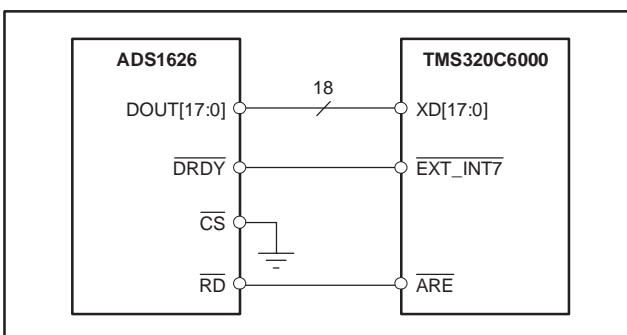 ADS1626 TMS320C6000
18
DOUT[17:0] XD[17:0]
DRDY EXT_INT7
CS
RD ARE